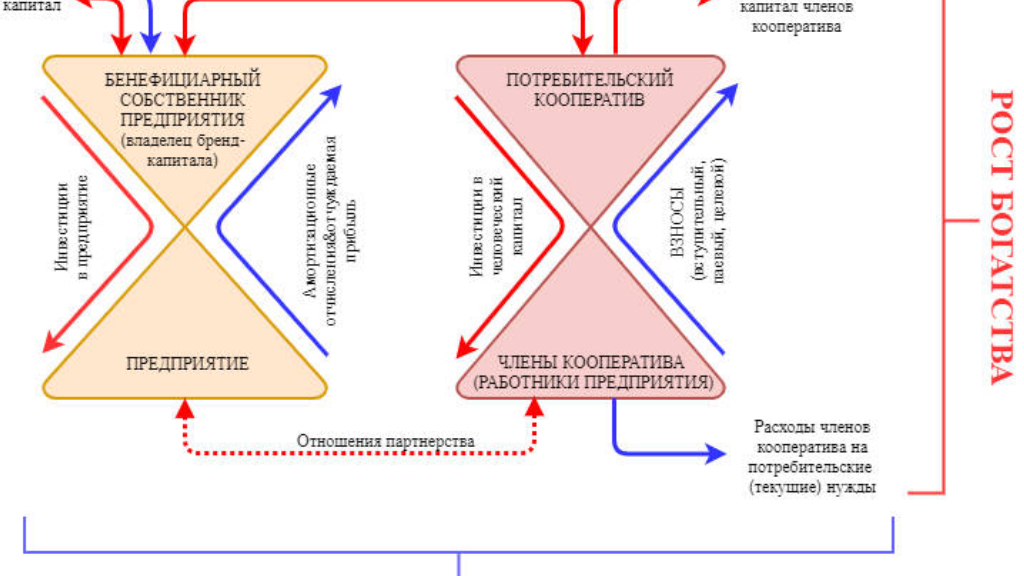 капитал
капитал членов
кооператива
БЕНЕФИЦИАРНЫЙ
СОБСТВЕННИК
ПРЕДПРИЯТИЯ
(владелец бренд-
капитала)
ПОТРЕБИТЕЛЬСКИЙ
КООПЕРАТИВ
Инвестиции
в предприятие
Амортизационные
отчисления&отчуждаемая
прибыль
Инвестиции в
человеческий
капитал
ВЗНОСЫ
(вступительный,
паевый, целевой)
РОСТ БОГАТСТВА
ПРЕДПРИЯТИЕ
ЧЛЕНЫ КООПЕРАТИВА
(РАБОТНИКИ ПРЕДПРИЯТИЯ)
Отношения партнерства
Расходы членов
кооператива на
потребительские
(текущие) нужды